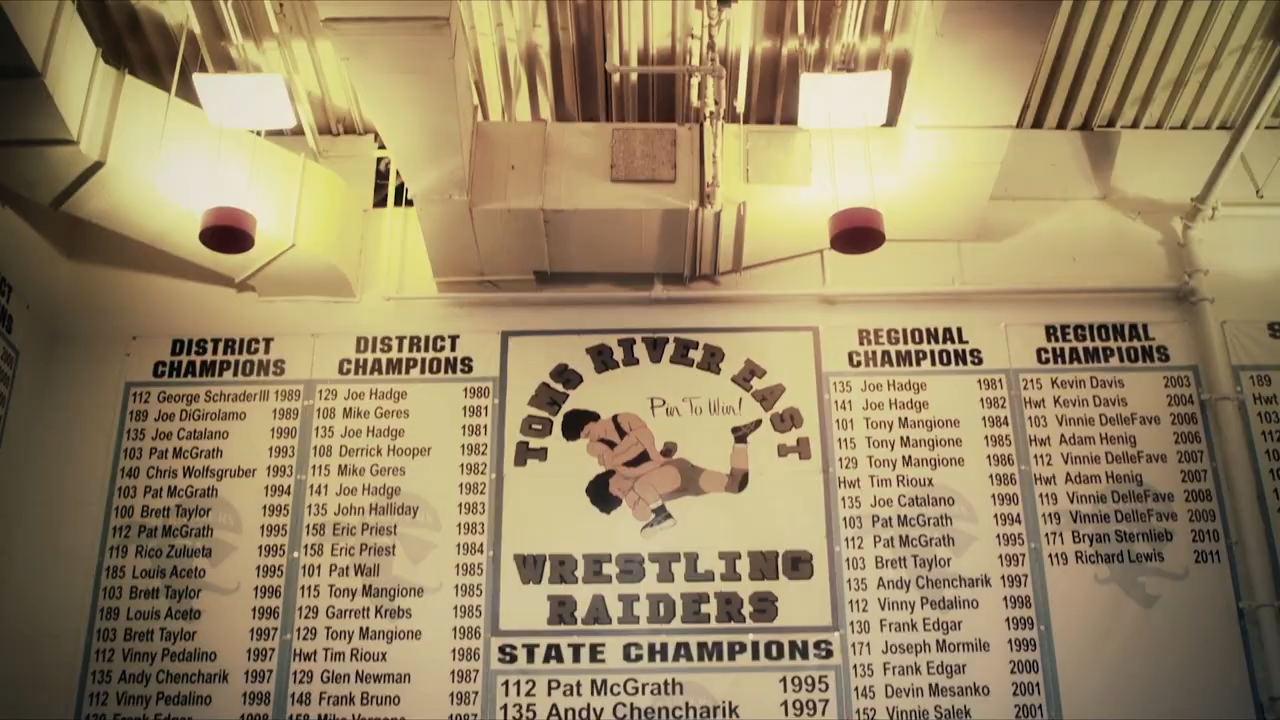 DISTRICT
CHAMPIONS
112 George SchraderIII 1989
189 Joe DiGirolamo 1989
135 Joe Catalano 1990
103 Pat McGrath 1993
140 Chris Wolfsgruber 1993
103 Pat McGrath 1994
100 Brett Taylor 1995
112 Pat McGrath 1995
119 Rico Zulueta 1995
185 Louis Aceto 1995
103 Brett Taylor 1996
189 Louis Aceto 1996
103 Brett Taylor 1997
112 Vinny Pedalino 1997
135 Andy Chencharik 1997
112 Vinny Pedalino 1998
130 Frank Edgar 1998
DISTRICT
CHAMPIONS
129 Joe Hadge 1980
108 Mike Geres 1981
135 Joe Hadge 1981
108 Derrick Hooper 1982
115 Mike Geres 1982
141 Joe Hadge 1982
135 John Halliday 1983
158 Eric Priest 1983
158 Eric Priest 1984
101 Pat Wall 1985
115 Tony Mangione 1985
129 Garrett Krebs 1985
129 Tony Mangione 1986
Hwt Tim Rioux 1986
129 Glen Newman 1987
148 Frank Bruno 1987
158 Mike 1987
TOMS RIVER EAST
Pin To Win!
WRESTLING
RAIDERS
STATE CHAMPIONS
112 Pat McGrath 1995
135 Andy Chencharik 1997
REGIONAL
CHAMPIONS
135 Joe Hadge 1981
141 Joe Hadge 1982
101 Tony Mangione 1984
115 Tony Mangione 1985
129 Tony Mangione 1986
Hwt Tim Rioux 1986
135 Joe Catalano 1990
103 Pat McGrath 1994
112 Pat McGrath 1995
103 Brett Taylor 1997
135 Andy Chencharik 1997
112 Vinny Pedalino 1998
130 Frank Edgar 1999
171 Joseph Mormile 1999
135 Frank Edgar 2000
145 Devin Mesanko 2001
152 Vinnie Salek 2001
REGIONAL
CHAMPIONS
215 Kevin Davis 2003
Hwt Kevin Davis 2004
103 Vinnie DelleFave 2006
Hwt Adam Henig 2006
112 Vinnie DelleFave 2007
Hwt Adam Henig 2007
119 Vinnie DelleFave 2008
119 Vinnie DelleFave 2009
171 Bryan Sternlieb 2010
119 Richard Lewis 2011
189
Hwt